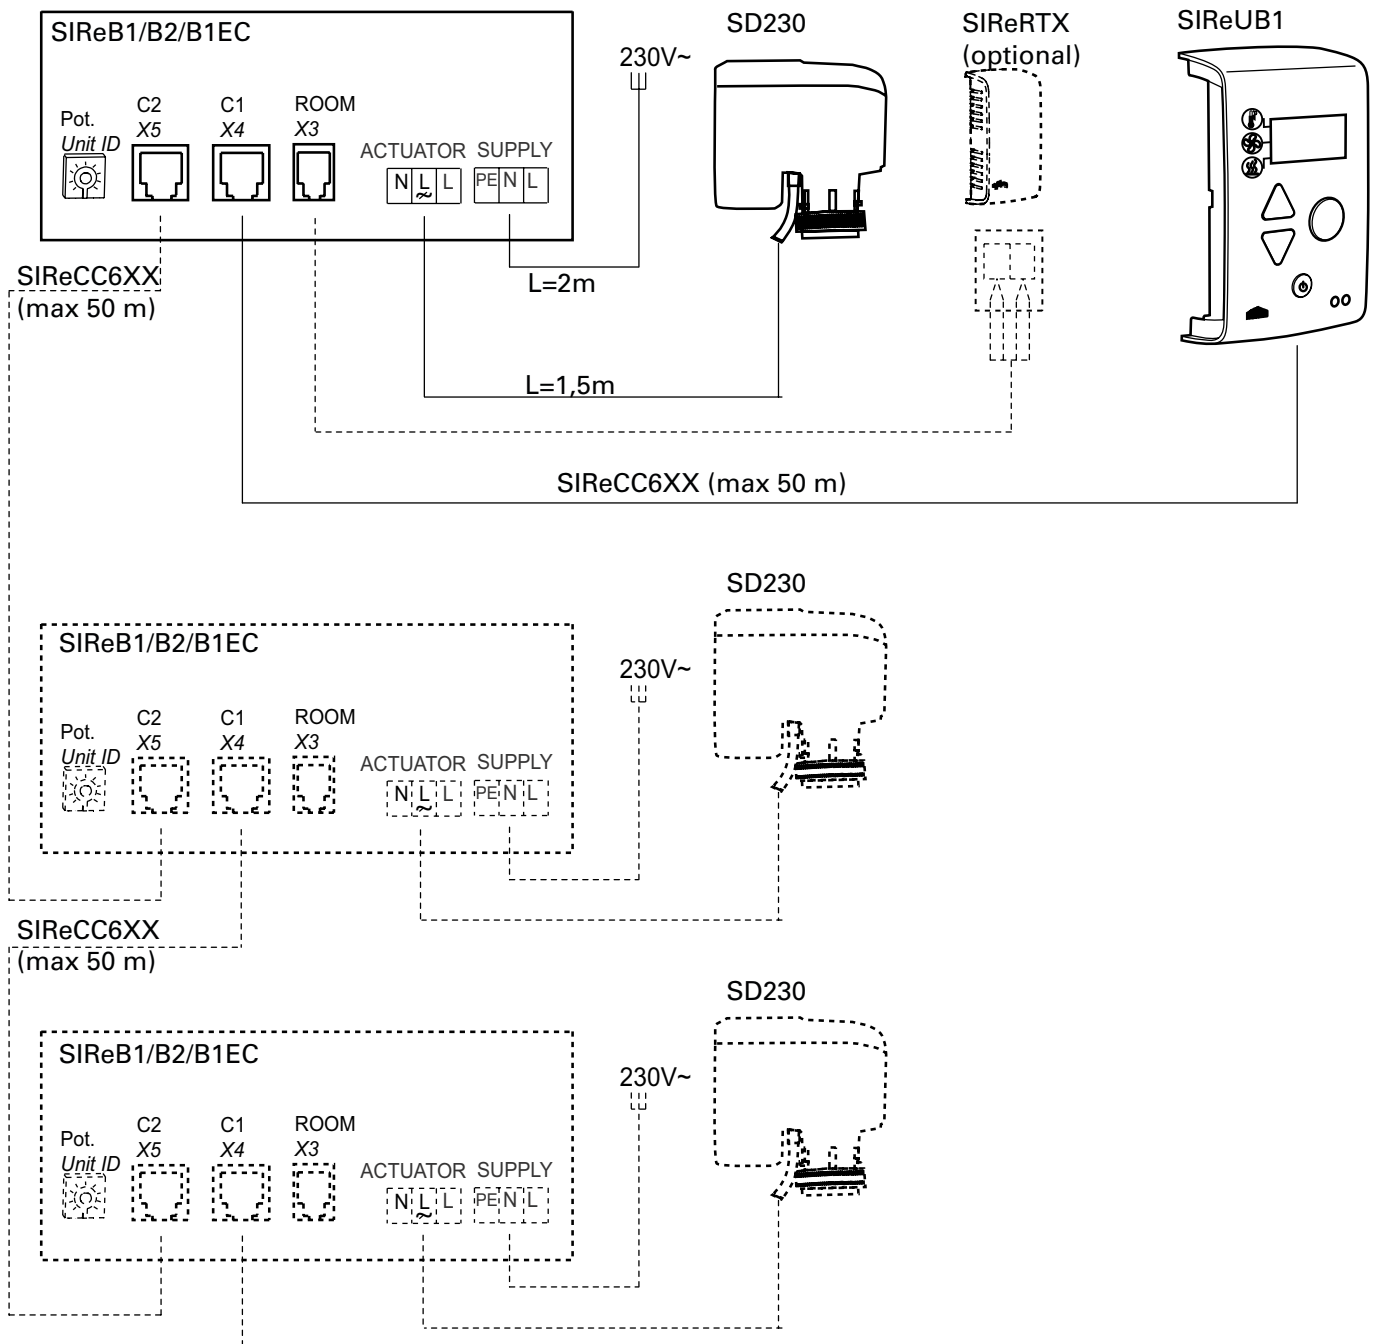 SIReB1/B2/B1EC
SD230
SIReRTX
(optional)
SIReUB1
230V~
Pot.
Unit ID
C2
X5
C1
X4
ROOM
X3
ACTUATOR SUPPLY
N L L
~
PE N L
SIReCC6XX
(max 50 m)
L=2m
L=1,5m
SIReCC6XX (max 50 m)
SD230
SIReB1/B2/B1EC
230V~
Pot.
Unit ID
C2
X5
C1
X4
ROOM
X3
ACTUATOR SUPPLY
N L L
~
PE N L
SIReCC6XX
(max 50 m)
SD230
SIReB1/B2/B1EC
230V~
Pot.
Unit ID
C2
X5
C1
X4
ROOM
X3
ACTUATOR SUPPLY
N L L
~
PE N L